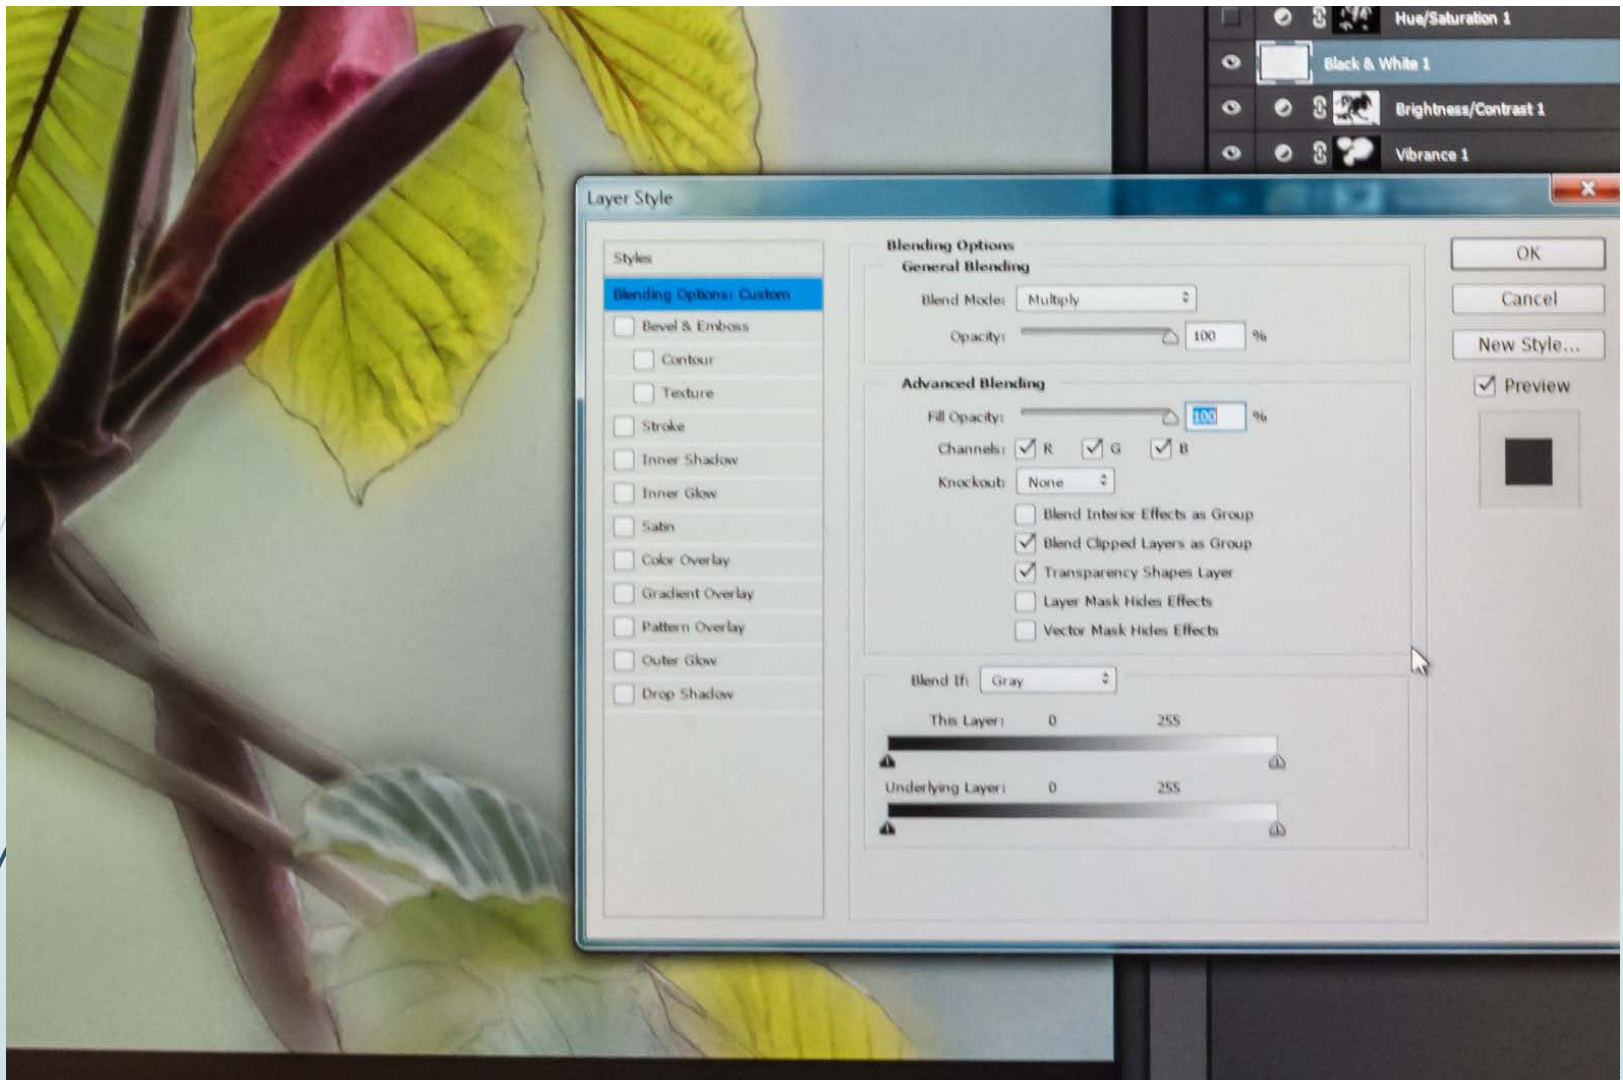 Hue/Saturation 1
Black & White 1
Brightness/Contrast 1
Vibrance 1
Layer Style
Styles
Blending Options: Custom
Bevel & Emboss
Contour
Texture
Stroke
Inner Shadow
Inner Glow
Satin
Color Overlay
Gradient Overlay
Pattern Overlay
Outer Glow
Drop Shadow
Blending Options
General Blending
Blend Mode: Multiply
Opacity: 100 %
Advanced Blending
Fill Opacity: 100 %
Channels: R G B
Knockout: None
Blend Interior Effects as Group
Blend Clipped Layers as Group
Transparency Shapes Layer
Layer Mask Hides Effects
Vector Mask Hides Effects
Blend If: Gray
This Layer: 0 255
Underlying Layer: 0 255
OK
Cancel
New Style...
Preview